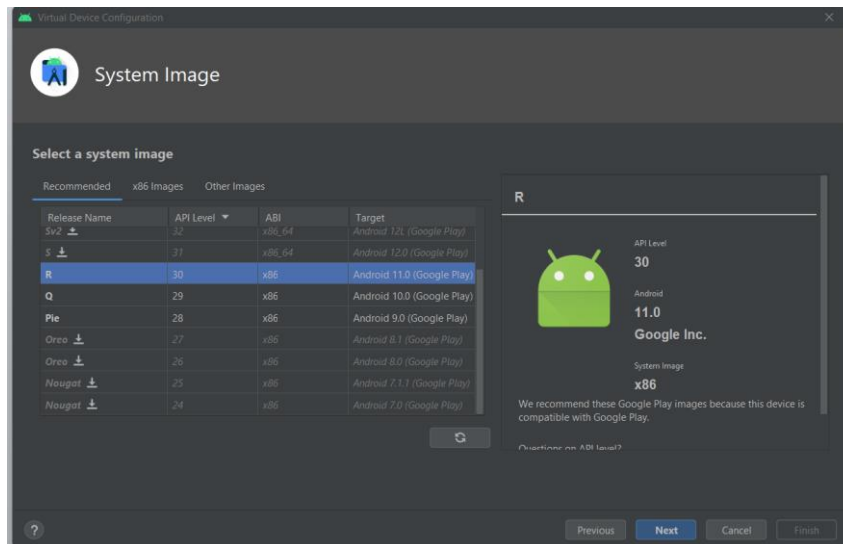 Virtual Device Configuration
System Image
Select a system image
Recommended x86 Images Other Images
Release Name API Level ABI Target
Sv2 32 x86_64 Android 12L (Google Play)
S 31 x86_64 Android 12.0 (Google Play)
R 30 x86 Android 11.0 (Google Play)
Q 29 x86 Android 10.0 (Google Play)
Pie 28 x86 Android 9.0 (Google Play)
Oreo 27 x86 Android 8.1 (Google Play)
Oreo 26 x86 Android 8.0 (Google Play)
Nougat 25 x86 Android 7.1.1 (Google Play)
Nougat 24 x86 Android 7.0 (Google Play)
R
API Level
30
Android
11.0
Google Inc.
System Image
x86
We recommend these Google Play images because this device is
compatible with Google Play.
Questions on API level?
? Previous Next Cancel Finish